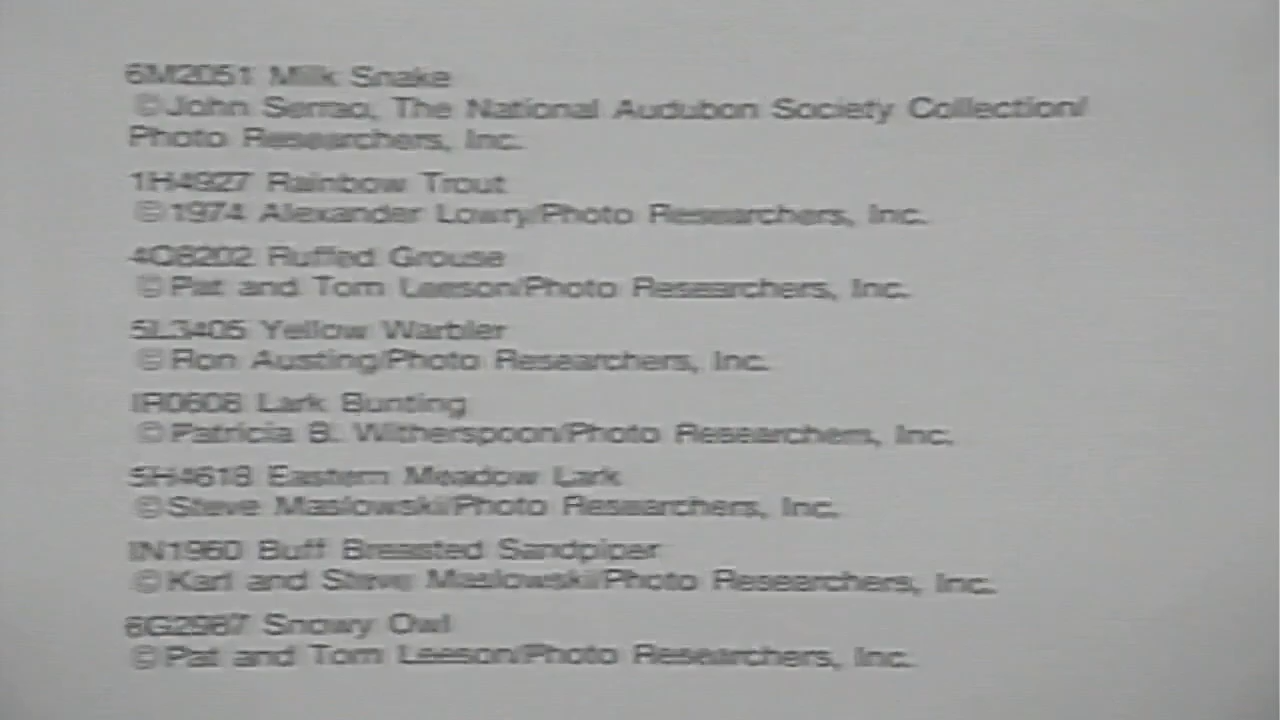 6M2051 Milk Snake
©John Serrao, The National Audubon Society Collection/
Photo Researchers, Inc.
1H4927 Rainbow Trout
©1974 Alexander Lowry/Photo Researchers, Inc.
4C8202 Ruffed Grouse
©Pat and Tom Leeson/Photo Researchers, Inc.
5L3405 Yellow Warbler
©Ron Austing/Photo Researchers, Inc.
IR0608 Lark Bunting
©Patricia B. Witherspoon/Photo Researchers, Inc.
5H4618 Eastern Meadow Lark
©Steve Maslowski/Photo Researchers, Inc.
IN1960 Buff Breasted Sandpiper
©Karl and Steve Maslowski/Photo Researchers, Inc.
6G2967 Snowy Owl
©Pat and Tom Leeson/Photo Researchers, Inc.